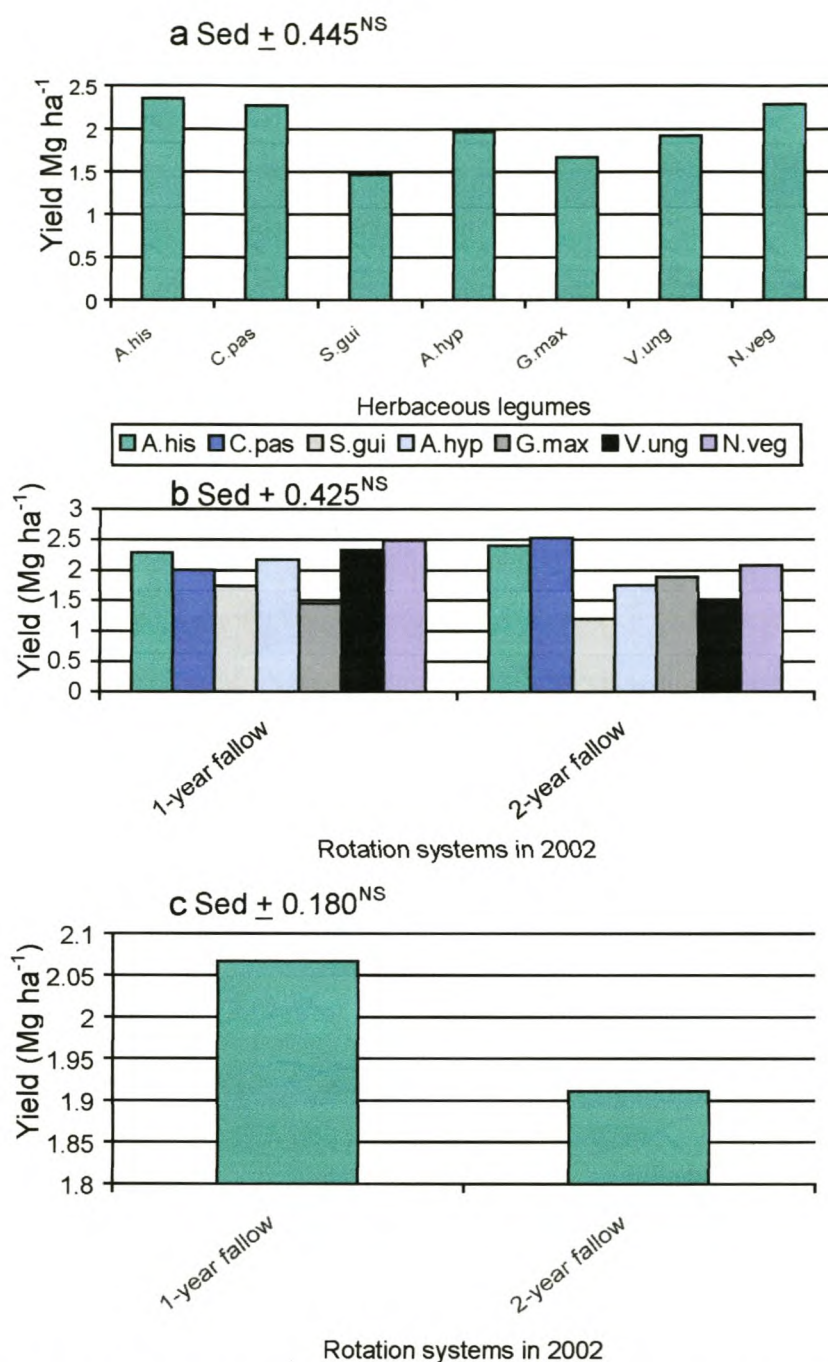 a Sed ± 0.445NS
Yield Mg ha-1
2.5
2
1.5
1
0.5
0
A.his
C.pas
S.gui
A.hyp
G.max
V.ung
N.veg
Herbaceous legumes
A.his C.pas S.gui A.hyp G.max V.ung N.veg
b Sed + 0.425NS
Yield (Mg ha-1)
3
2.5
2
1.5
1
0.5
0
1-year fallow
2-year fallow
Rotation systems in 2002
c Sed ± 0.180NS
Yield (Mg ha-1)
2.1
2.05
2
1.95
1.9
1.85
1.8
1-year fallow
2-year fallow
Rotation systems in 2002